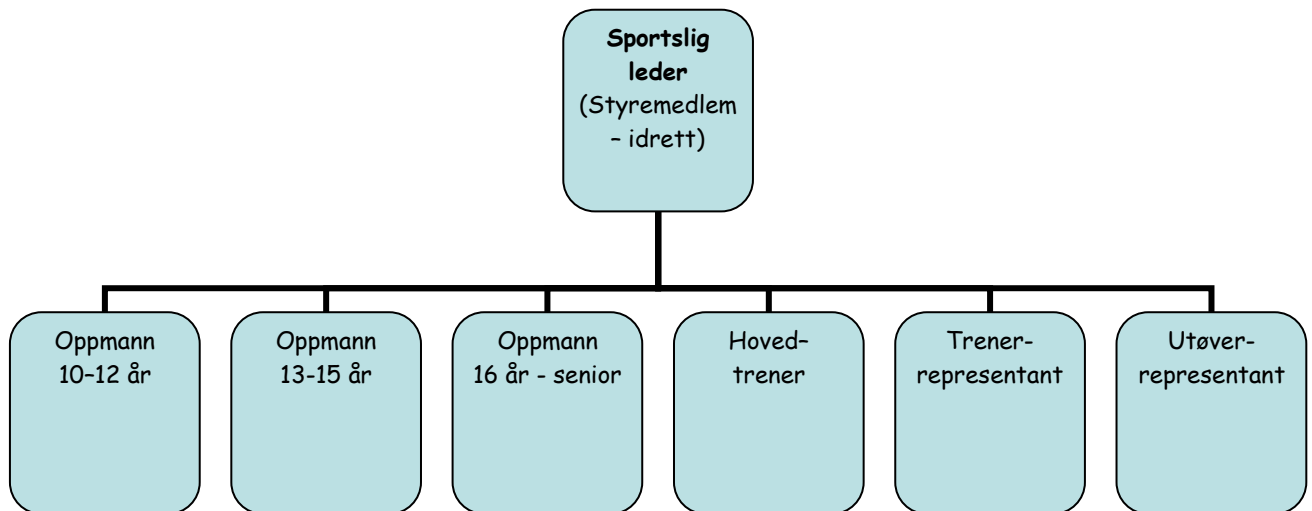 Sportslig
leder
(Styremedlem
– idrett)
Oppmann
10–12 år
Oppmann
13-15 år
Oppmann
16 år - senior
Hoved–
trener
Trener-
representant
Utøver-
representant